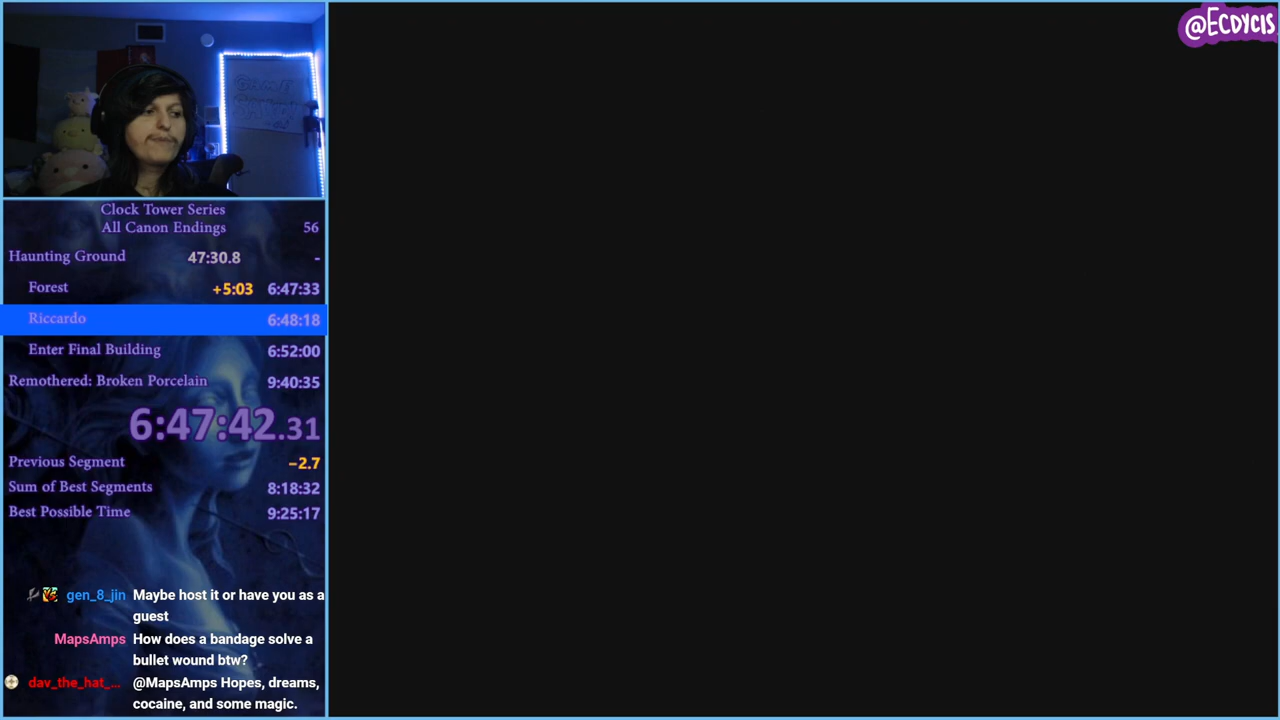 @ECDYCIS
Clock Tower Series
All Canon Endings 56
Haunting Ground 47:30.8 -
Forest +5:03 6:47:33
Riccardo 6:48:18
Enter Final Building 6:52:00
Remothered: Broken Porcelain 9:40:35
6:47:42.31
Previous Segment −2.7
Sum of Best Segments 8:18:32
Best Possible Time 9:25:17
gen_8_jin Maybe host it or have you as a
guest
MapsAmps How does a bandage solve a
bullet wound btw?
dav_the_hat_... @MapsAmps Hopes, dreams,
cocaine, and some magic.